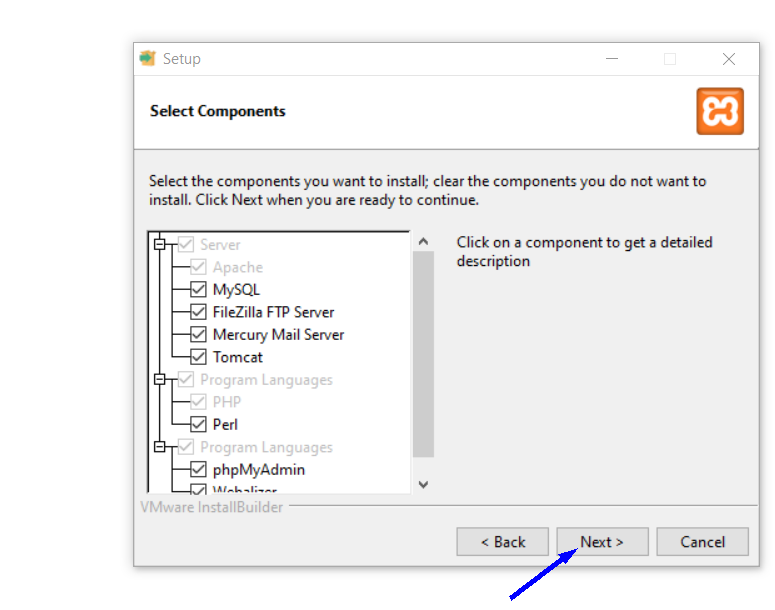 Setup
Select Components
Select the components you want to install; clear the components you do not want to
install. Click Next when you are ready to continue.
Server
Apache
MySQL
FileZilla FTP Server
Mercury Mail Server
Tomcat
Program Languages
PHP
Perl
Program Languages
phpMyAdmin
Webalizer
Click on a component to get a detailed
description
VMware InstallBuilder
< Back
Next >
Cancel